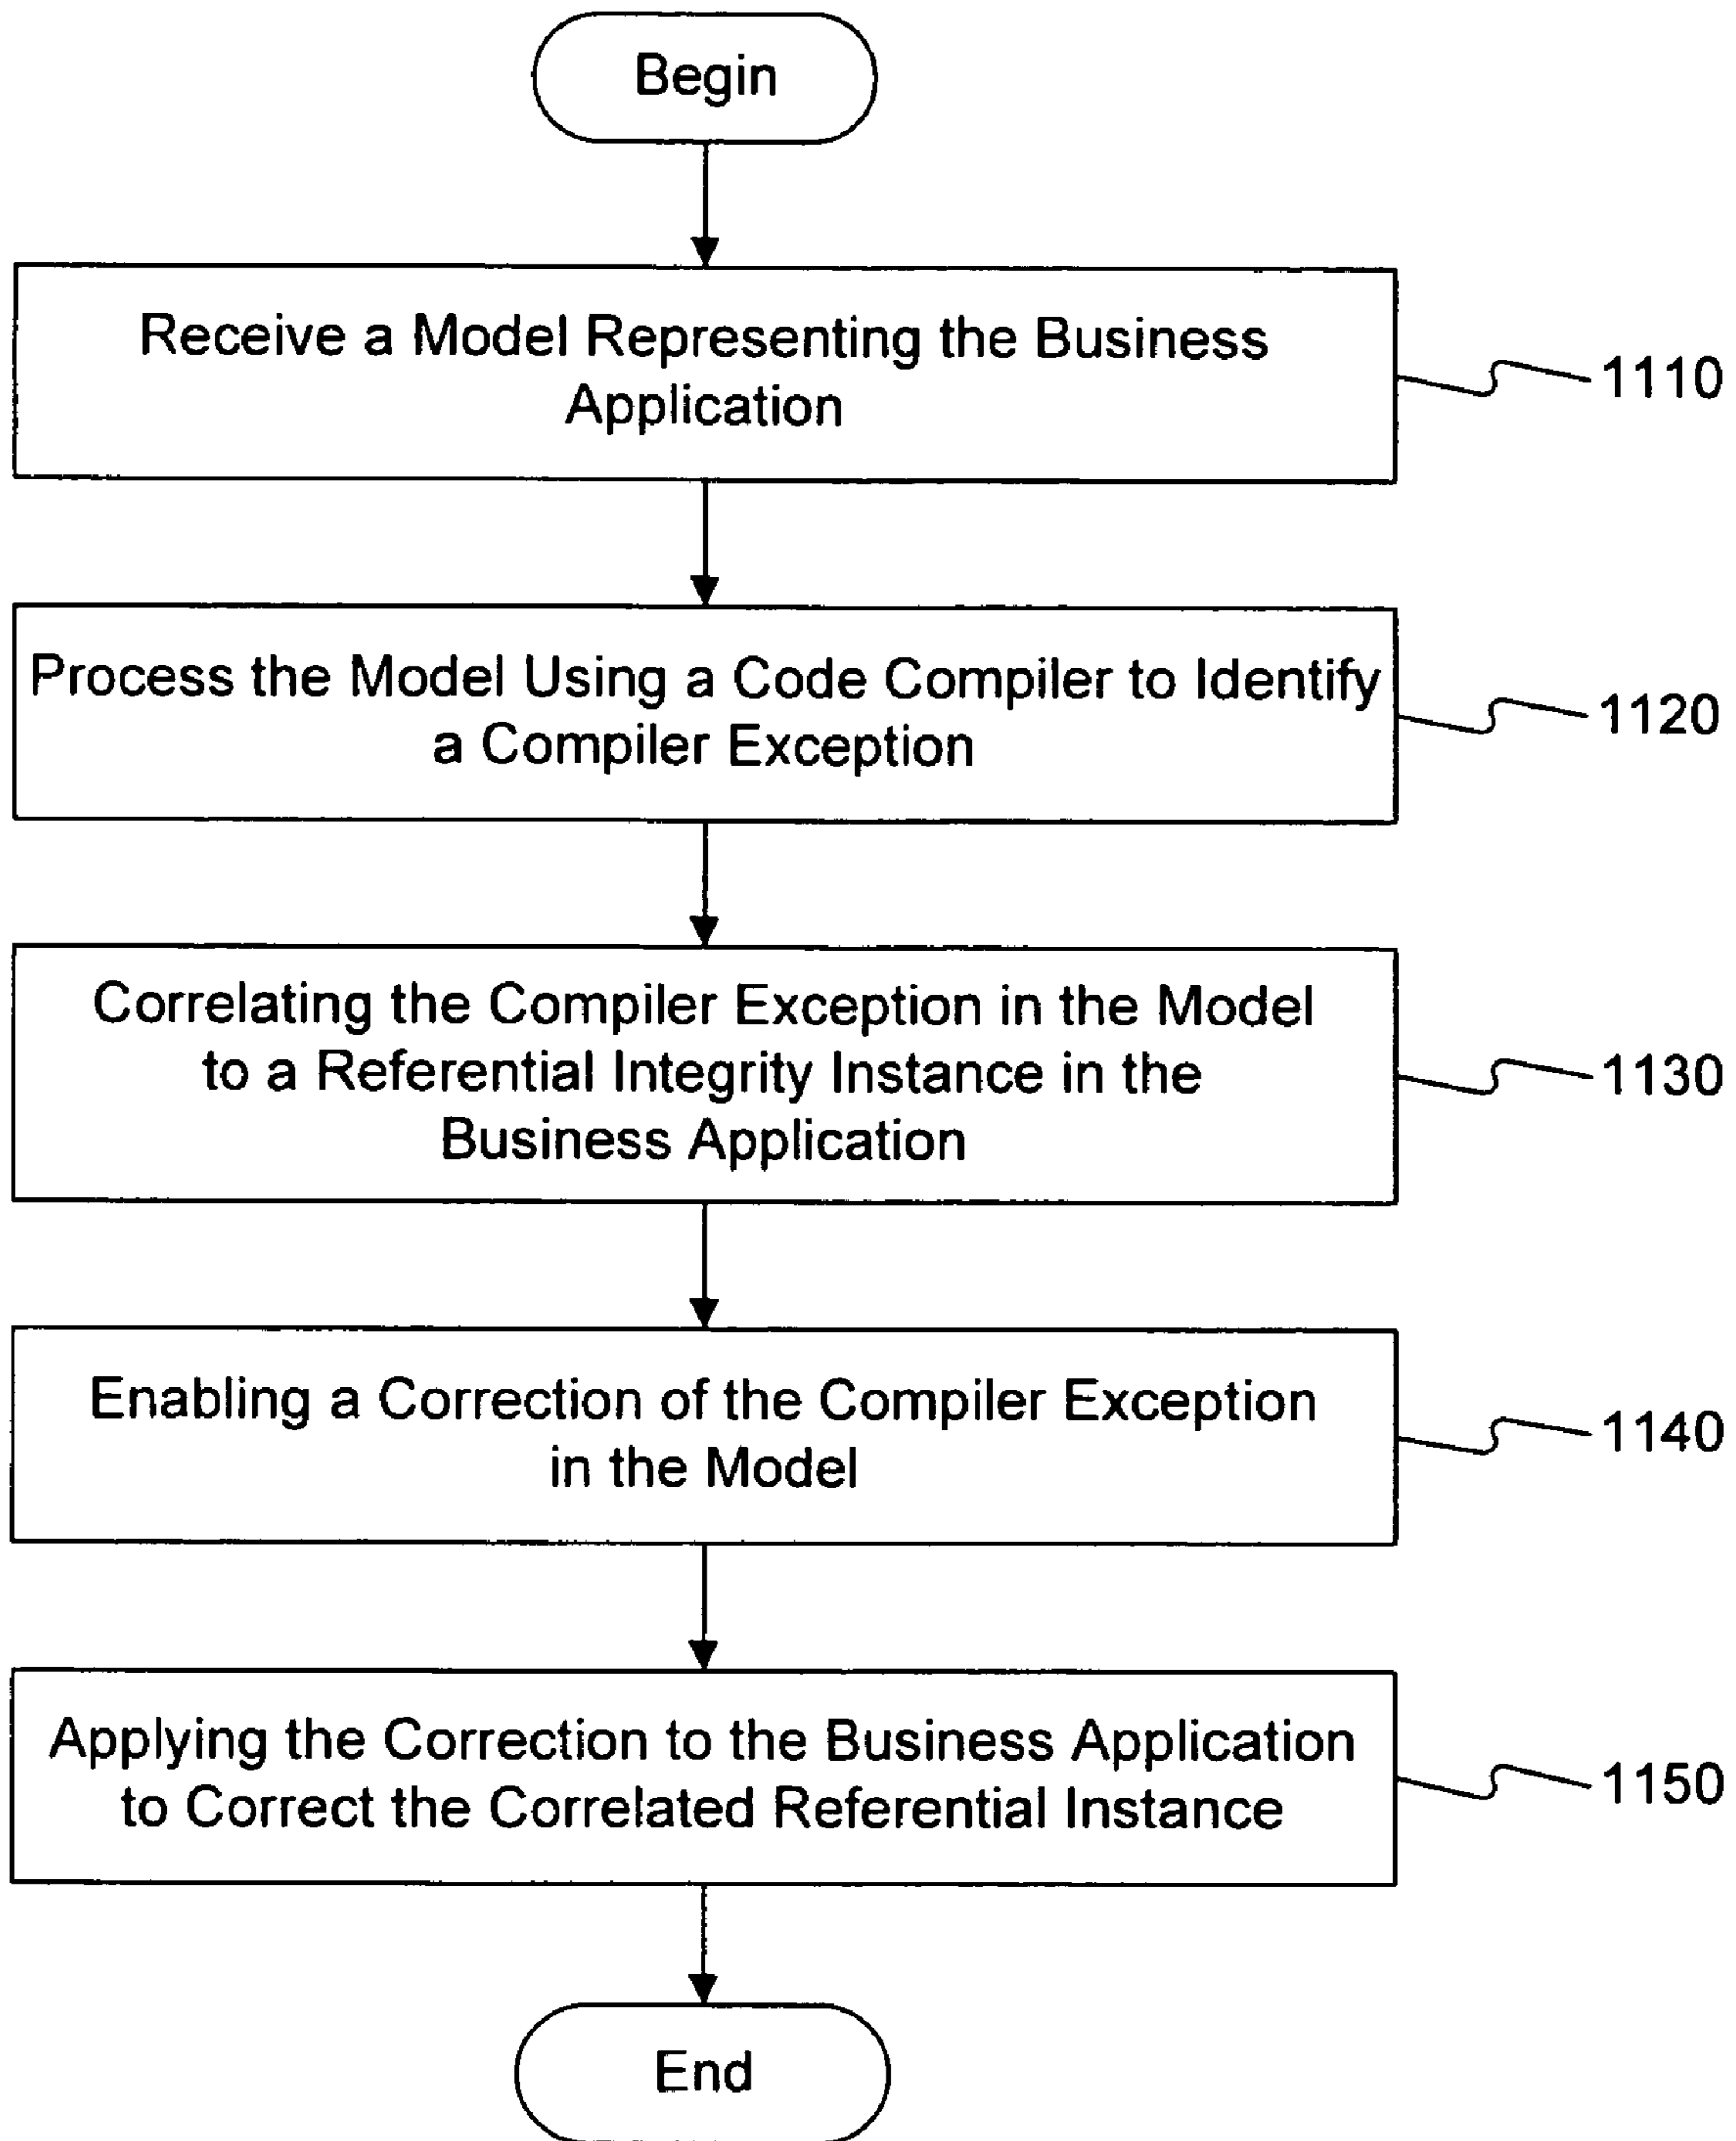 Begin
Receive a Model Representing the Business
Application
1110
Process the Model Using a Code Compiler to Identify
a Compiler Exception
1120
Correlating the Compiler Exception in the Model
to a Referential Integrity Instance in the
Business Application
1130
Enabling a Correction of the Compiler Exception
in the Model
1140
Applying the Correction to the Business Application
to Correct the Correlated Referential Instance
1150
End